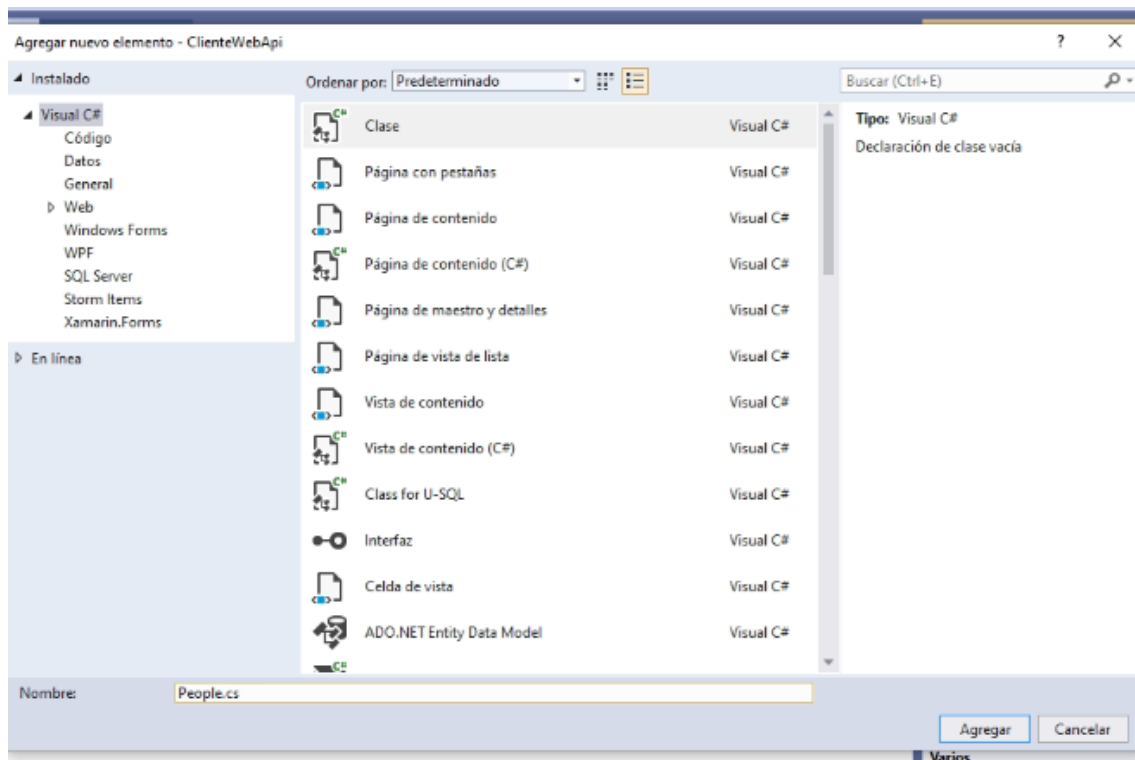 Agregar nuevo elemento - ClienteWebApi
? ×
Instalado
Ordenar por: Predeterminado
Buscar (Ctrl+E)
Visual C#
Código
Datos
General
Web
Windows Forms
WPF
SQL Server
Storm Items
Xamarin.Forms
En línea
Clase Visual C#
Página con pestañas Visual C#
Página de contenido Visual C#
Página de contenido (C#) Visual C#
Página de maestro y detalles Visual C#
Página de vista de lista Visual C#
Vista de contenido Visual C#
Vista de contenido (C#) Visual C#
Class for U-SQL Visual C#
Interfaz Visual C#
Celda de vista Visual C#
ADO.NET Entity Data Model Visual C#
Tipo: Visual C#
Declaración de clase vacía
Nombre: People.cs
Agregar Cancelar
Varios